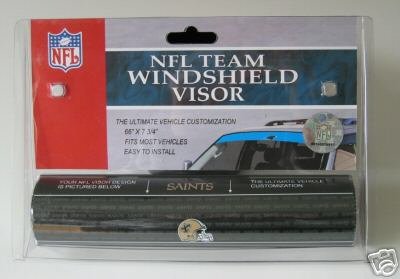 NFL
NFL TEAM
WINDSHIELD
VISOR
THE ULTIMATE VEHICLE CUSTOMIZATION
66" X 7 3/4"
FITS MOST VEHICLES
EASY TO INSTALL
NFL
YOUR NFL VISOR DESIGN
IS PICTURED BELOW
SAINTS
THE ULTIMATE VEHICLE
CUSTOMIZATION